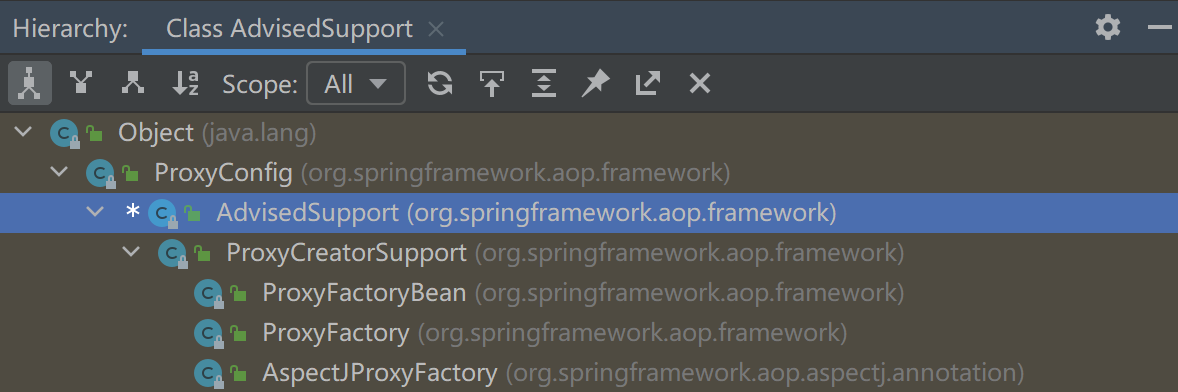 Hierarchy: Class AdvisedSupport
Scope: All
Object (java.lang)
ProxyConfig (org.springframework.aop.framework)
* AdvisedSupport (org.springframework.aop.framework)
ProxyCreatorSupport (org.springframework.aop.framework)
ProxyFactoryBean (org.springframework.aop.framework)
ProxyFactory (org.springframework.aop.framework)
AspectJProxyFactory (org.springframework.aop.aspectj.annotation)